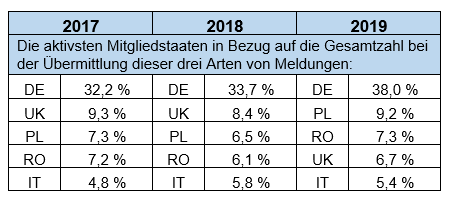 2017 2018 2019
Die aktivsten Mitgliedstaaten in Bezug auf die Gesamtzahl bei
der Übermittlung dieser drei Arten von Meldungen:
DE 32,2 % DE 33,7 % DE 38,0 %
UK 9,3 % UK 8,4 % PL 9,2 %
PL 7,3 % PL 6,5 % RO 7,3 %
RO 7,2 % RO 6,1 % UK 6,7 %
IT 4,8 % IT 5,8 % IT 5,4 %